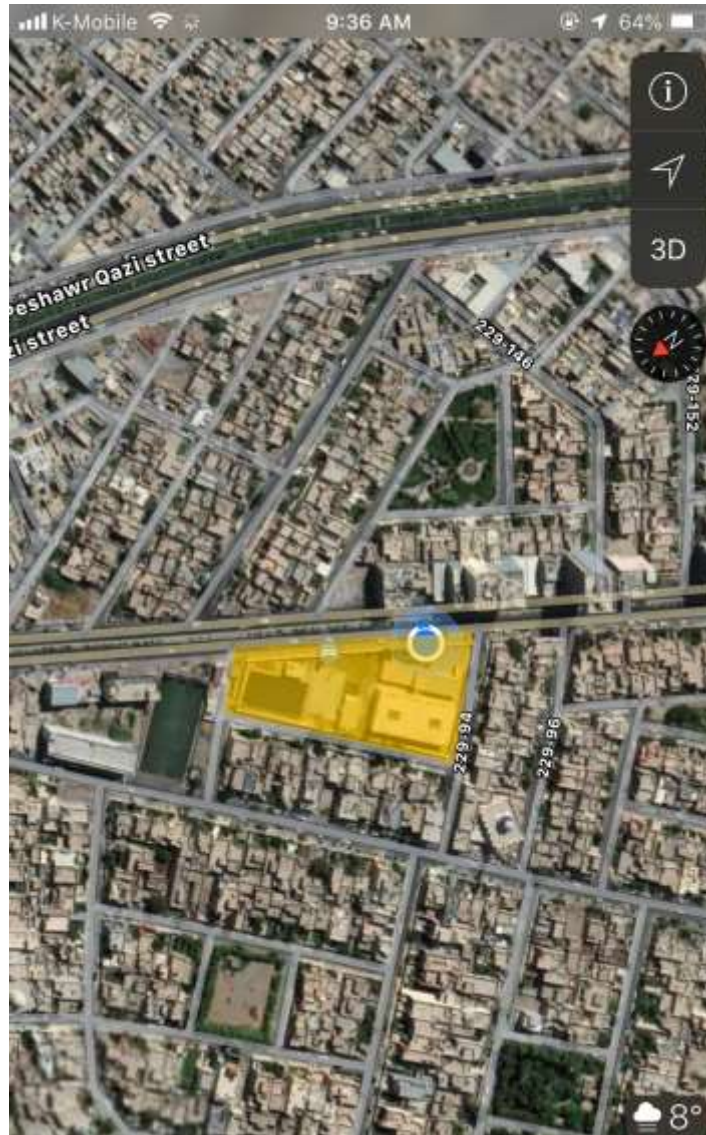 K-Mobile
9:36 AM
64%
3D
Peshawr Qazi street
zi street
229-146
29-152
229-94
229-96
8°